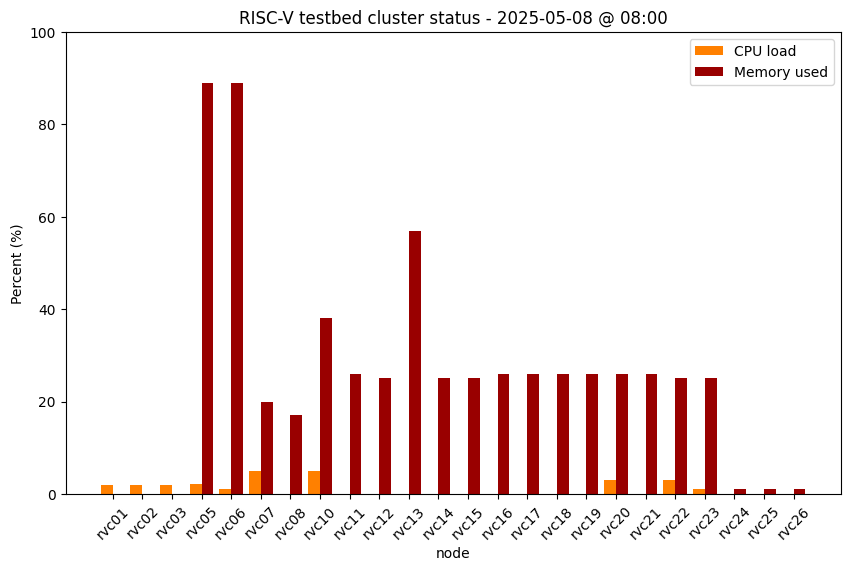 RISC-V testbed cluster status - 2025-05-08 @ 08:00
CPU load
Memory used
Percent (%)
100
80
60
40
20
0
rvc01
rvc02
rvc03
rvc05
rvc06
rvc07
rvc08
rvc10
rvc11
rvc12
rvc13
rvc14
rvc15
rvc16
rvc17
rvc18
rvc19
rvc20
rvc21
rvc22
rvc23
rvc24
rvc25
rvc26
node